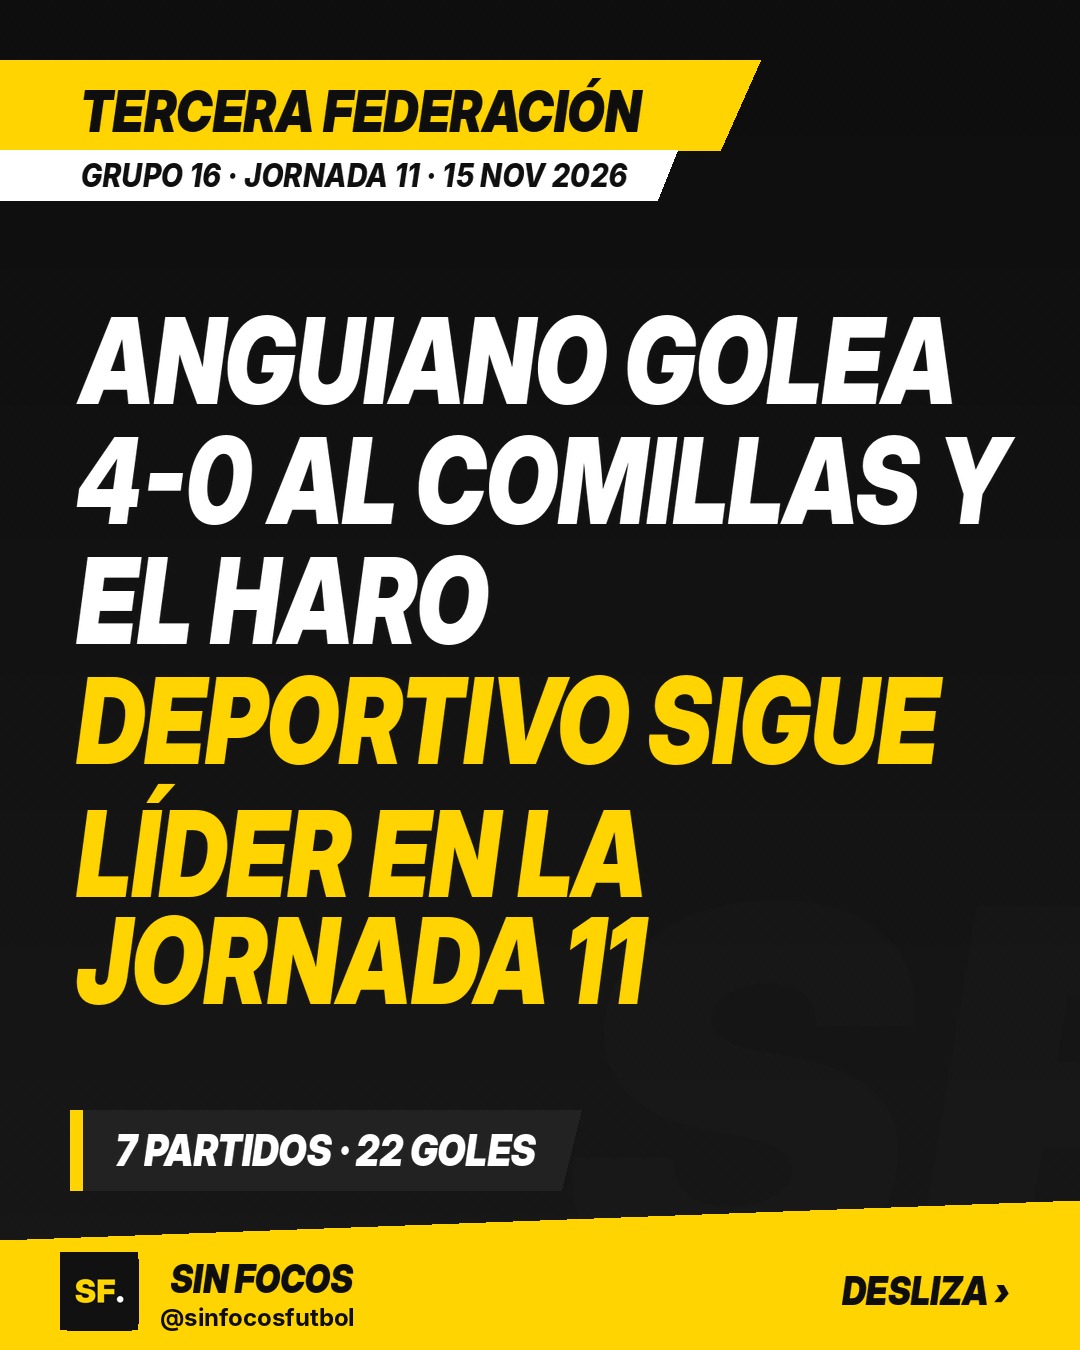 TERCERA FEDERACIÓN
GRUPO 16 · JORNADA 11 · 15 NOV 2026
ANGUIANO GOLEA
4-0 AL COMILLAS Y
EL HARO
DEPORTIVO SIGUE
LÍDER EN LA
JORNADA 11
7 PARTIDOS · 22 GOLES
SF.
SIN FOCOS
@sinfocosfutbol
DESLIZA ›